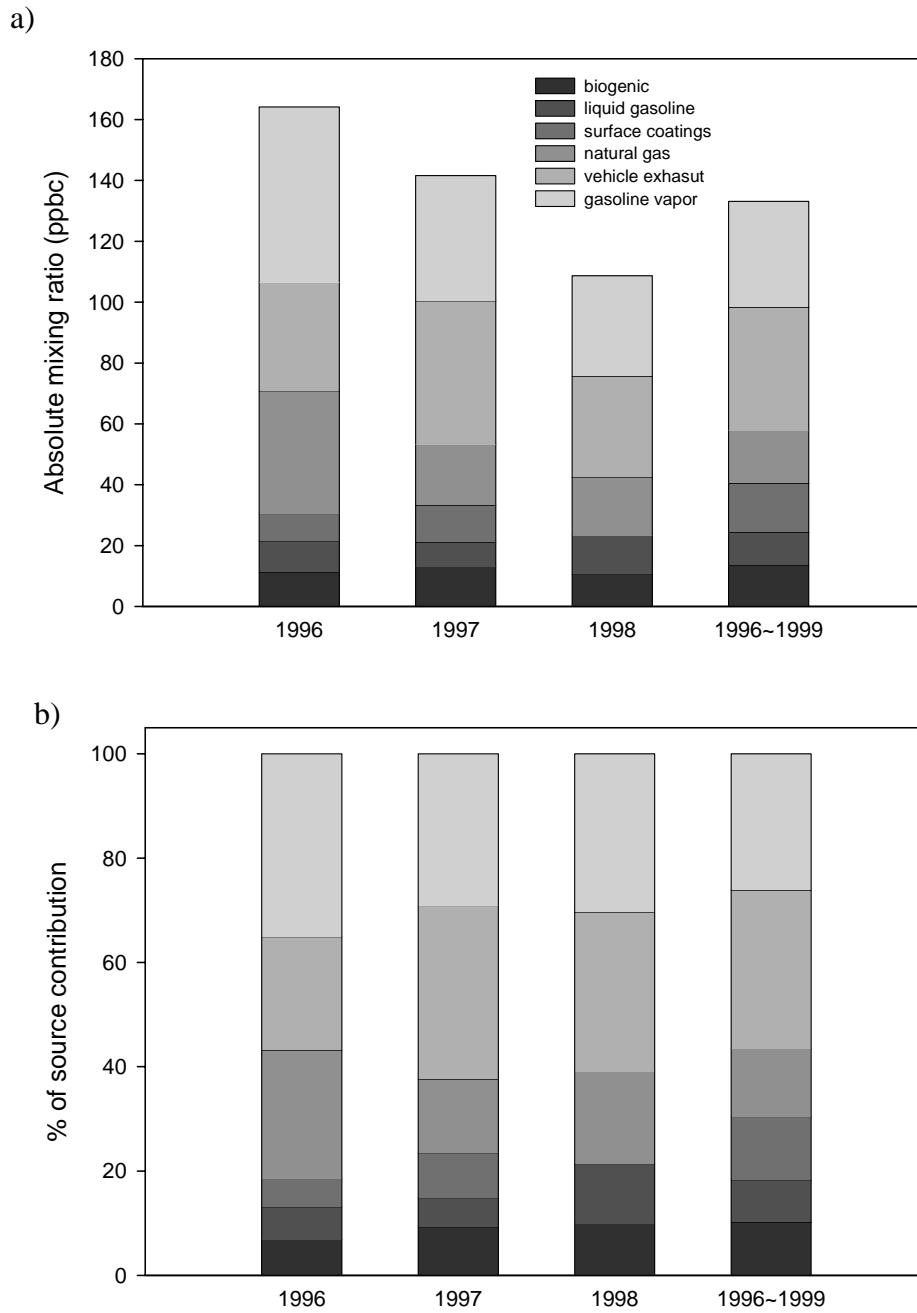 a)
Absolute mixing ratio (ppbc)
180
160
140
120
100
80
60
40
20
0
biogenic
liquid gasoline
surface coatings
natural gas
vehicle exhasut
gasoline vapor
1996 1997 1998 1996~1999
b)
% of source contribution
100
80
60
40
20
0
1996 1997 1998 1996~1999